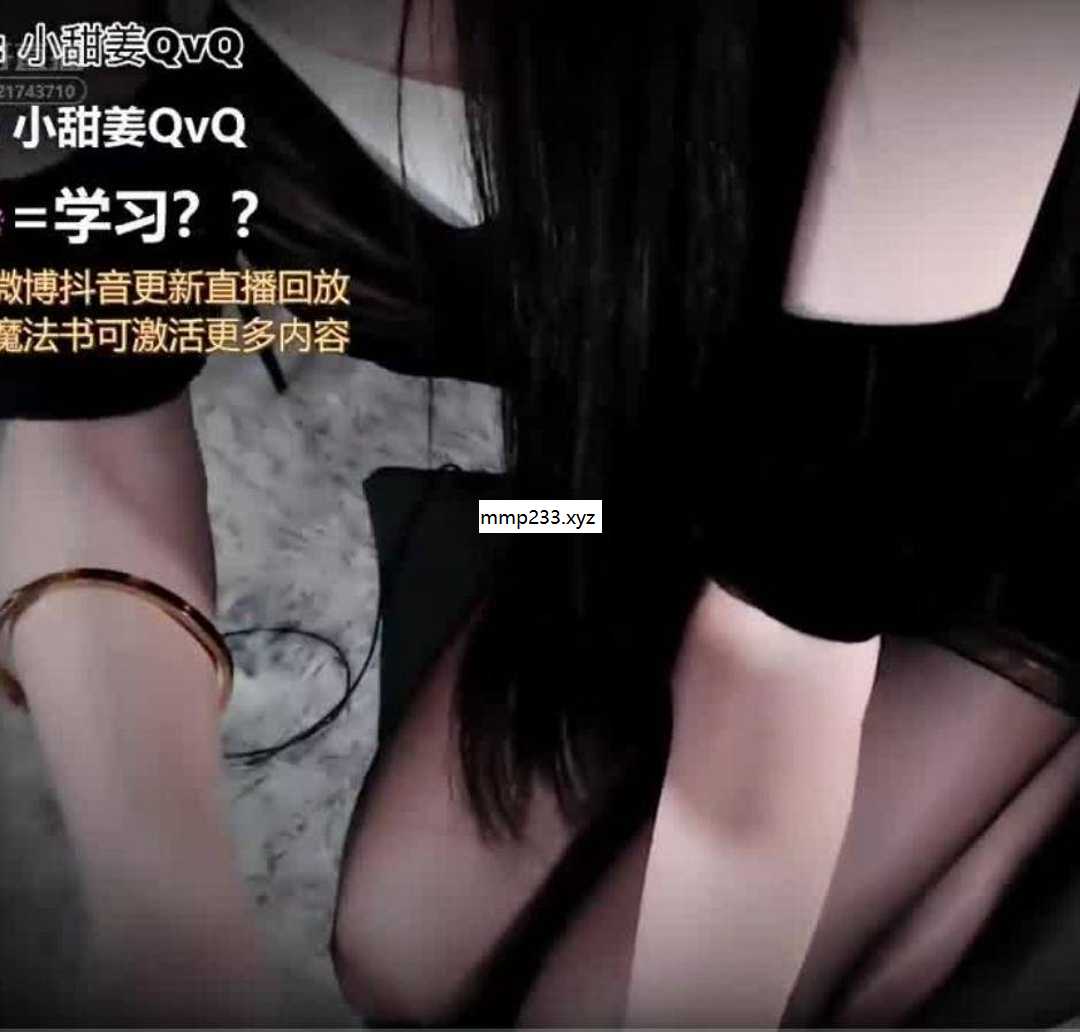 : 小甜姜QvQ
21743710
小甜姜QvQ
=学习？？
微博抖音更新直播回放
魔法书可激活更多内容
mmp233.xyz